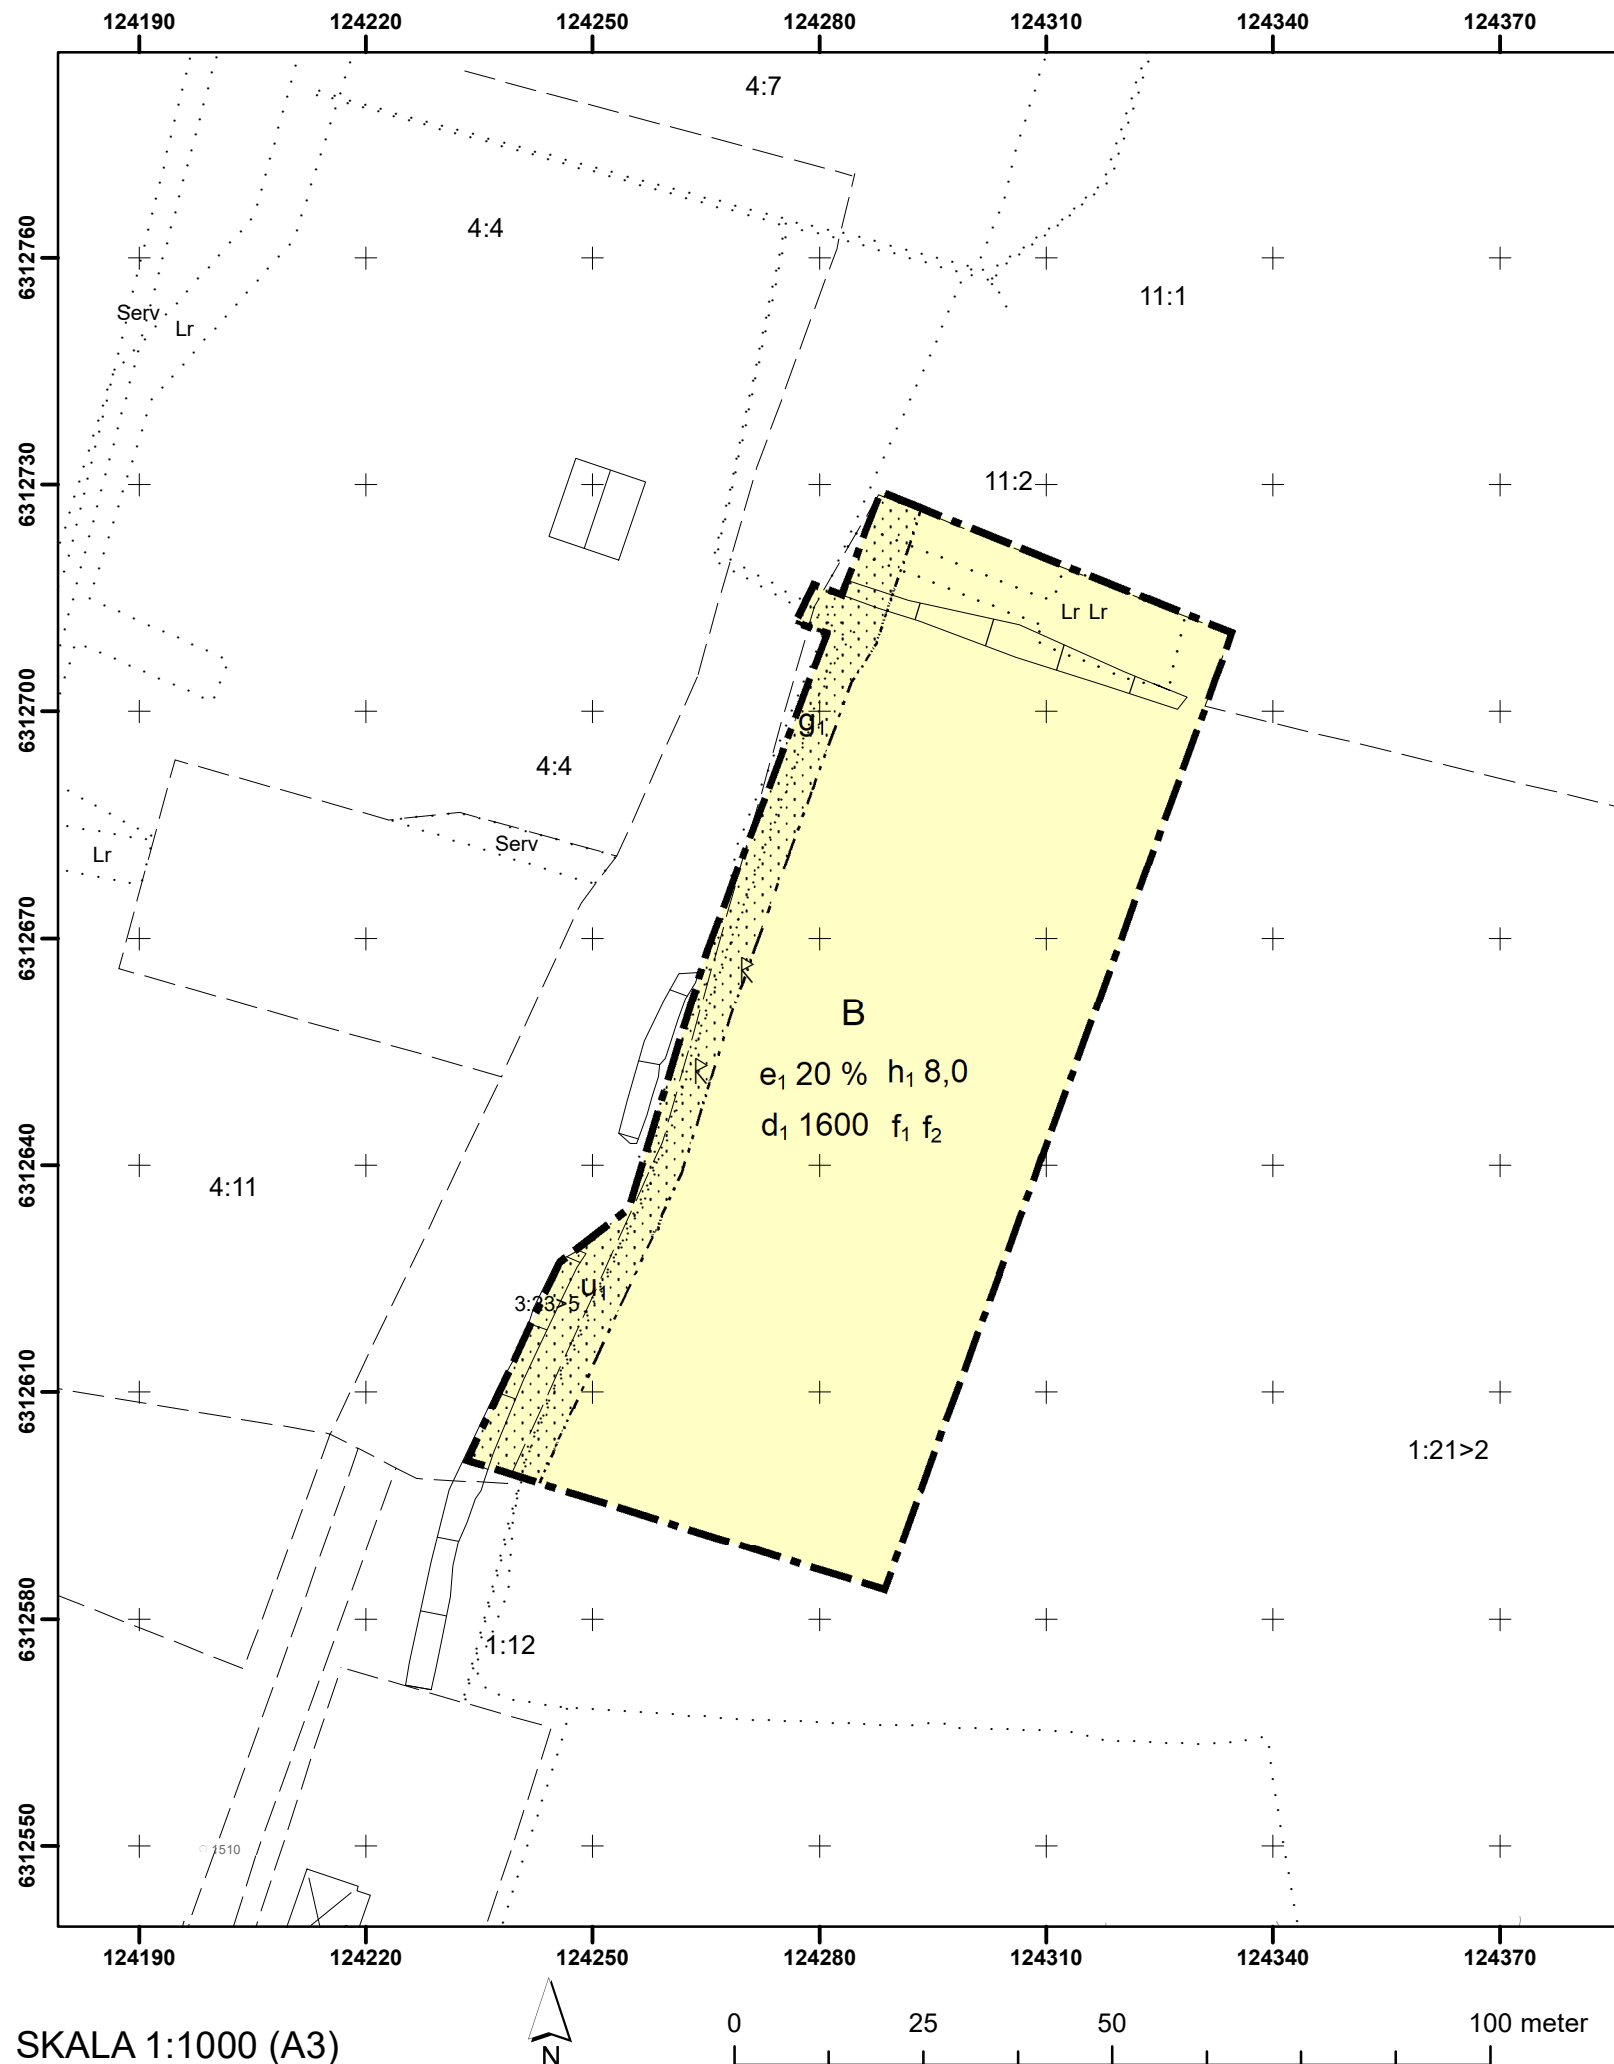 124190 124220 124250 124280 124310 124340 124370
4:7
4:4
6312760
11:1
Serv
Lr
6312730
11:2
Lr Lr
6312700
g1
4:4
Serv
Lr
6312670
B
e1 20 % h1 8,0
d1 1600 f1 f2
6312640
4:11
u1
3:33>5
6312610
1:21>2
6312580
1:12
6312550
1510
124190 124220 124250 124280 124310 124340 124370
SKALA 1:1000 (A3)
N
0 25 50 100 meter